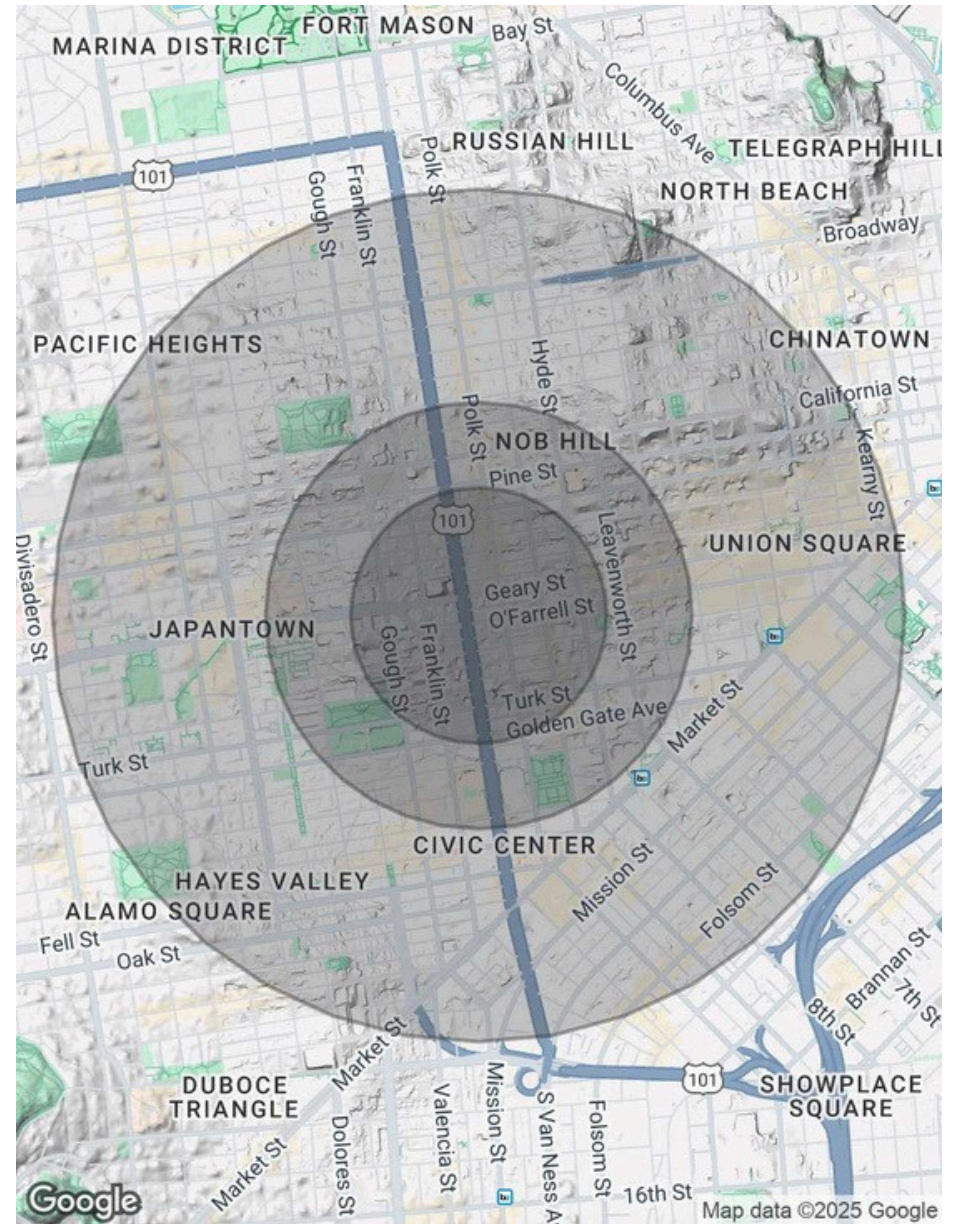 FORT MASON
MARINA DISTRICT
Bay St
Columbus Ave
Polk St
RUSSIAN HILL
TELEGRAPH HILL
101
Franklin St
Gough St
NORTH BEACH
Broadway
PACIFIC HEIGHTS
Hyde St
CHINATOWN
California St
Polk St
NOB HILL
Kearny St
Pine St
101
Leavenworth St
UNION SQUARE
Divisadero St
Geary St
O'Farrell St
JAPANTOWN
Gough St
Franklin St
Turk St
Golden Gate Ave
Market St
Turk St
CIVIC CENTER
Mission St
HAYES VALLEY
Folsom St
ALAMO SQUARE
Fell St
Oak St
Brannan St
7th St
8th St
Market St
101
DUBOCE
TRIANGLE
SHOWPLACE
SQUARE
Mission St
Valencia St
S Van Ness A
Folsom St
Dolores St
Market St
16th St
Google
Map data ©2025 Google